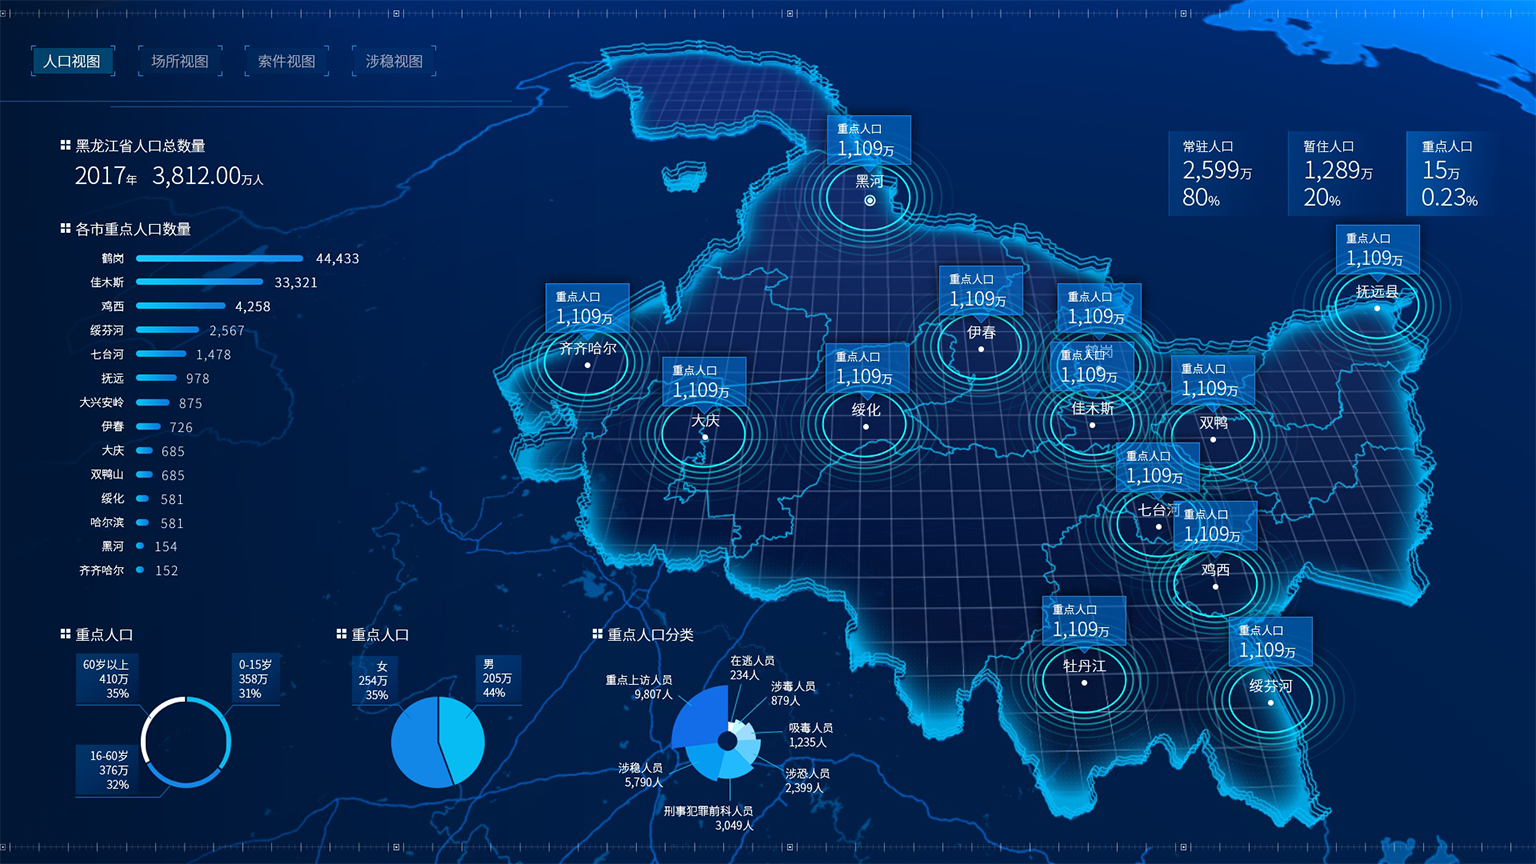 人口视图
场所视图
索件视图
涉稳视图
黑龙江省人口总数量
2017年 3,812.00万人
各市重点人口数量
鹤岗 44,433
佳木斯 33,321
鸡西 4,258
绥芬河 2,567
七台河 1,478
抚远 978
大兴安岭 875
伊春 726
大庆 685
双鸭山 685
绥化 581
哈尔滨 581
黑河 154
齐齐哈尔 152
重点人口
60岁以上
410万
35%
0-15岁
358万
31%
16-60岁
376万
32%
重点人口
女
254万
35%
男
205万
44%
重点人口分类
在逃人员
234人
重点上访人员
9,807人
涉毒人员
879人
吸毒人员
1,235人
涉稳人员
5,790人
涉恐人员
2,399人
刑事犯罪前科人员
3,049人
常驻人口
2,599万
80%
暂住人口
1,289万
20%
重点人口
15万
0.23%
重点人口
1,109万
黑河
重点人口
1,109万
抚远县
重点人口
1,109万
伊春
重点人口
1,109万
鹤岗
重点人口
1,109万
齐齐哈尔
重点人口
1,109万
大庆
重点人口
1,109万
绥化
重点人口
1,109万
佳木斯
重点人口
1,109万
双鸭
重点人口
1,109万
七台河
重点人口
1,109万
鸡西
重点人口
1,109万
牡丹江
重点人口
1,109万
绥芬河